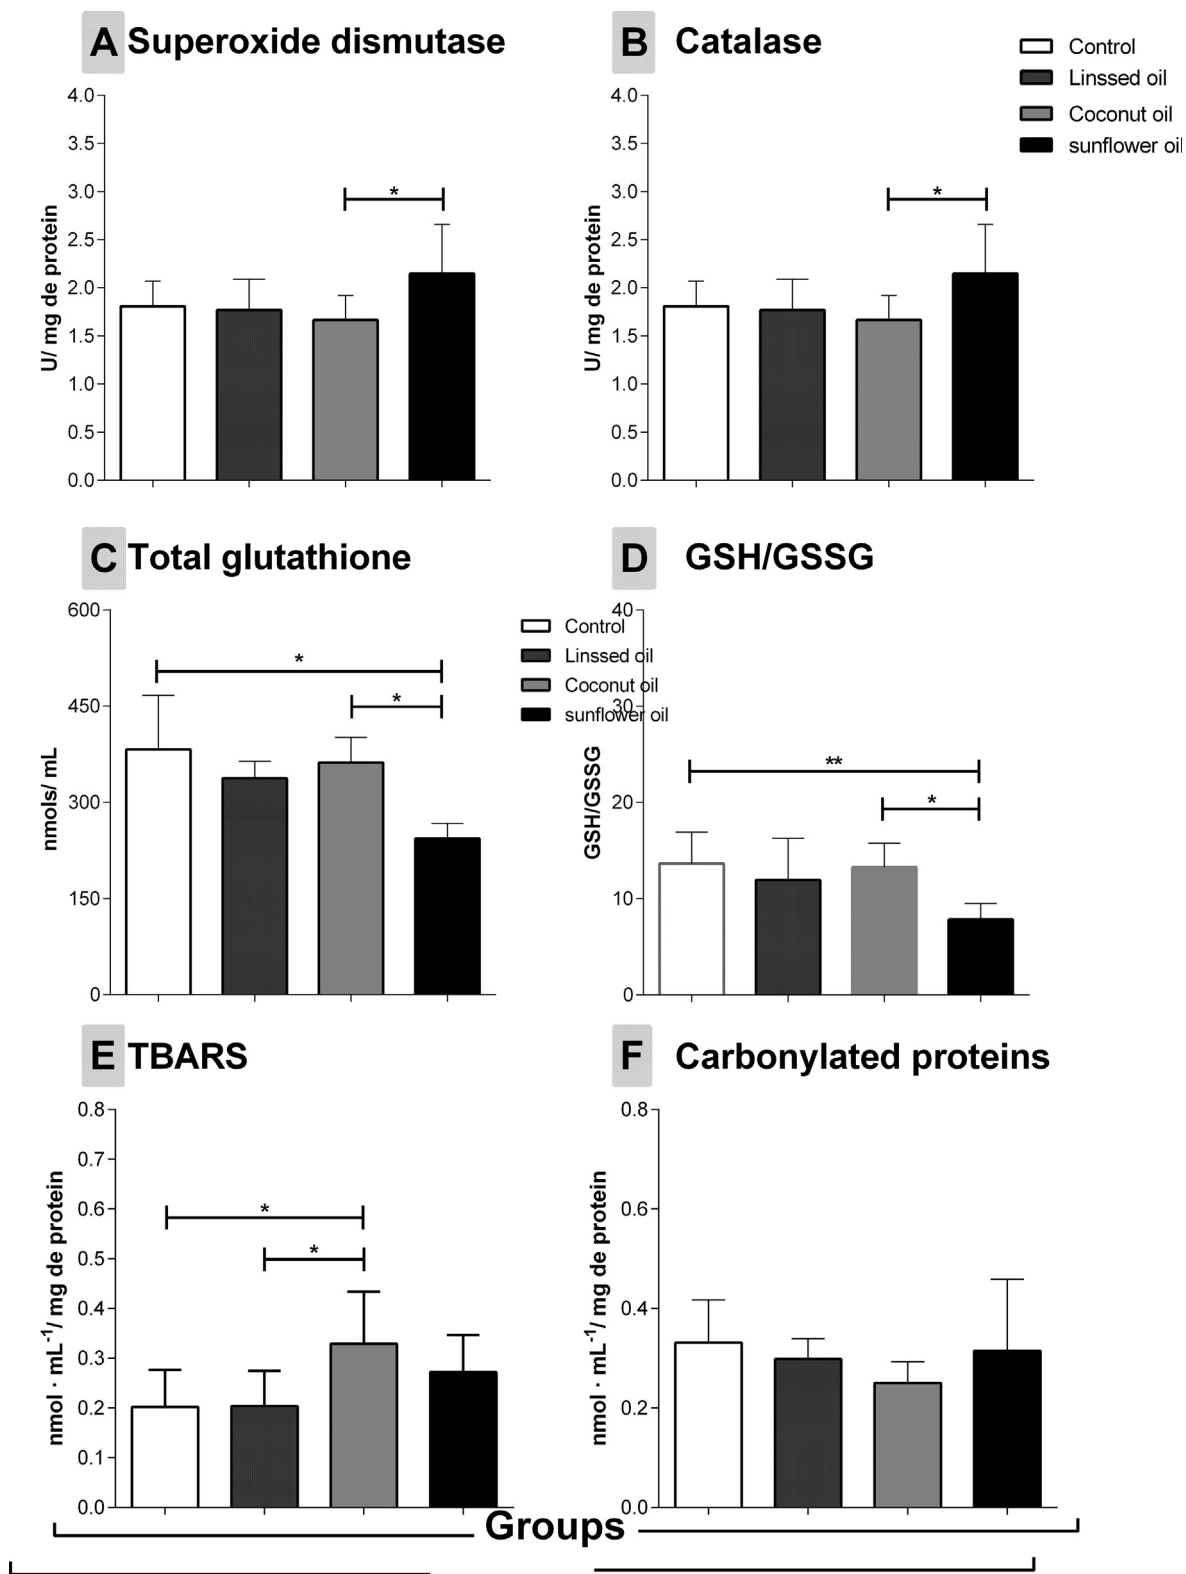 A Superoxide dismutase
B Catalase
Control
Linssed oil
Coconut oil
sunflower oil
U/ mg de protein
4.0
3.5
3.0
2.5
2.0
1.5
1.0
0.5
0.0
*
U/ mg de protein
4.0
3.5
3.0
2.5
2.0
1.5
1.0
0.5
0.0
*
C Total glutathione
D GSH/GSSG
nmols/ mL
600
450
300
150
0
*
*
Control
Linssed oil
Coconut oil
sunflower oil
GSH/GSSG
40
30
20
10
0
**
*
E TBARS
F Carbonylated proteins
nmol · mL⁻¹/ mg de protein
0.8
0.7
0.6
0.5
0.4
0.3
0.2
0.1
0.0
*
*
nmol · mL⁻¹/ mg de protein
0.8
0.6
0.4
0.2
0.0
Groups